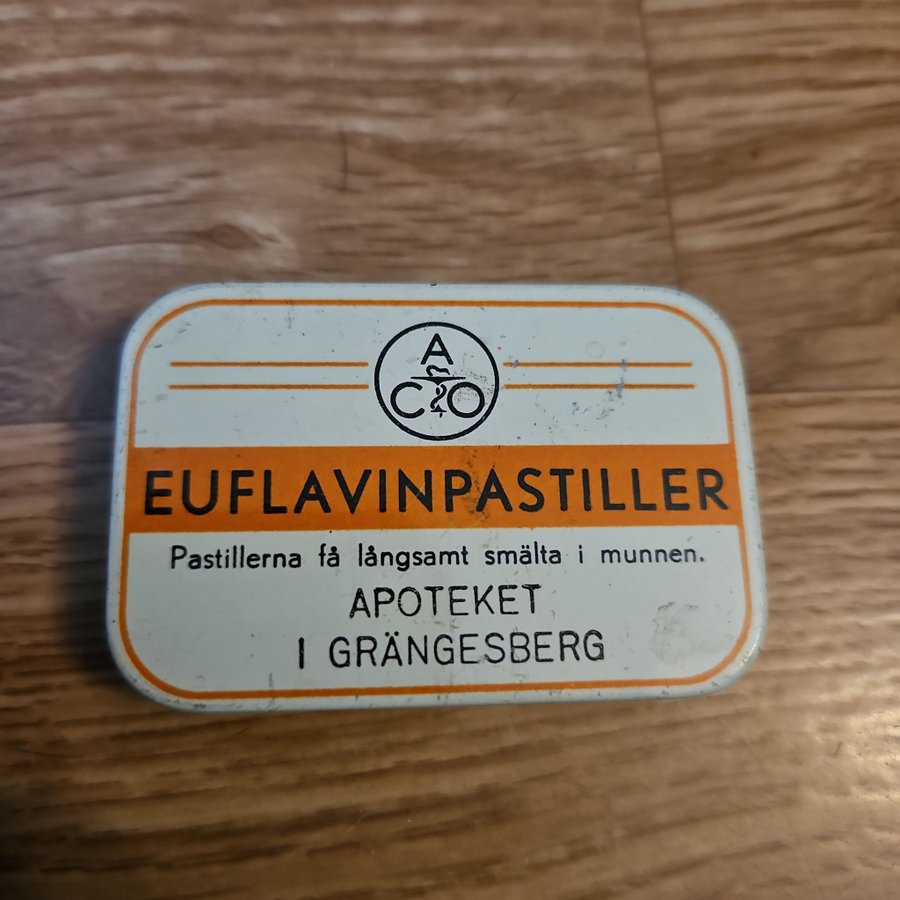 A
C O
EUFLAVINPASTILLER
Pastillerna få långsamt smälta i munnen.
APOTEKET
I GRÄNGESBERG